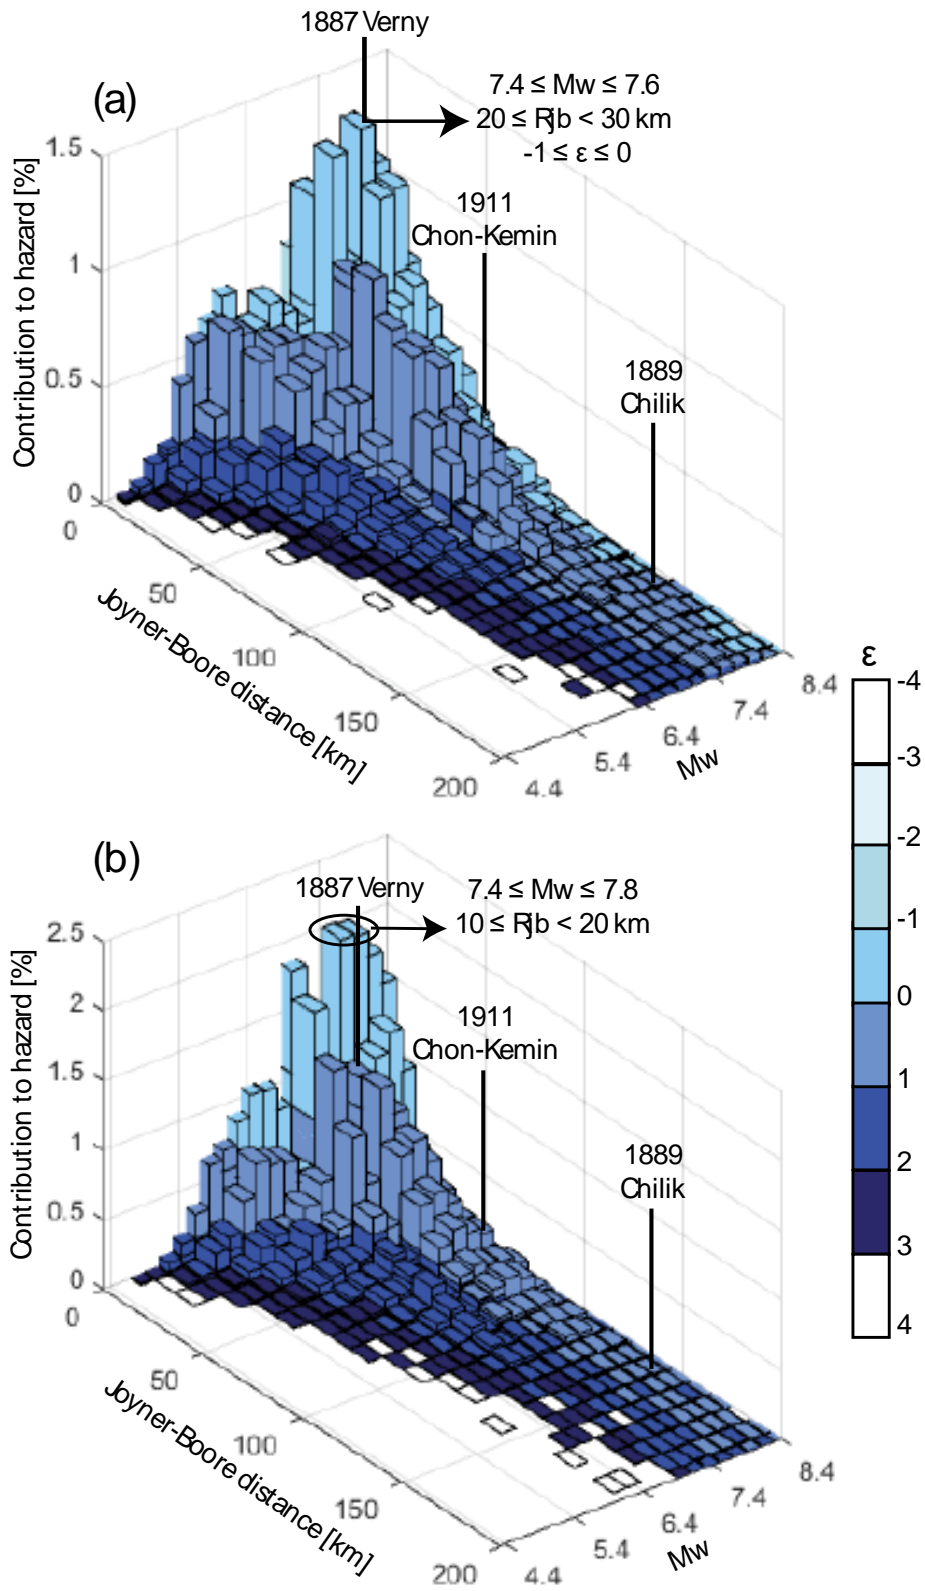 1887 Verny
(a)
7.4 ≤ Mw ≤ 7.6
20 ≤ Rjb < 30 km
-1 ≤ ε ≤ 0
1911
Chon-Kemin
1889
Chilik
Contribution to hazard [%]
1.5
1
0.5
0
0
50
100
150
200
Joyner-Boore distance [km]
4.4
5.4
6.4
7.4
8.4
Mw
ε
-4
-3
-2
-1
0
1
2
3
4
(b)
1887 Verny
7.4 ≤ Mw ≤ 7.8
10 ≤ Rjb < 20 km
1911
Chon-Kemin
1889
Chilik
Contribution to hazard [%]
2.5
2
1.5
1
0.5
0
0
50
100
150
200
Joyner-Boore distance [km]
4.4
5.4
6.4
7.4
8.4
Mw